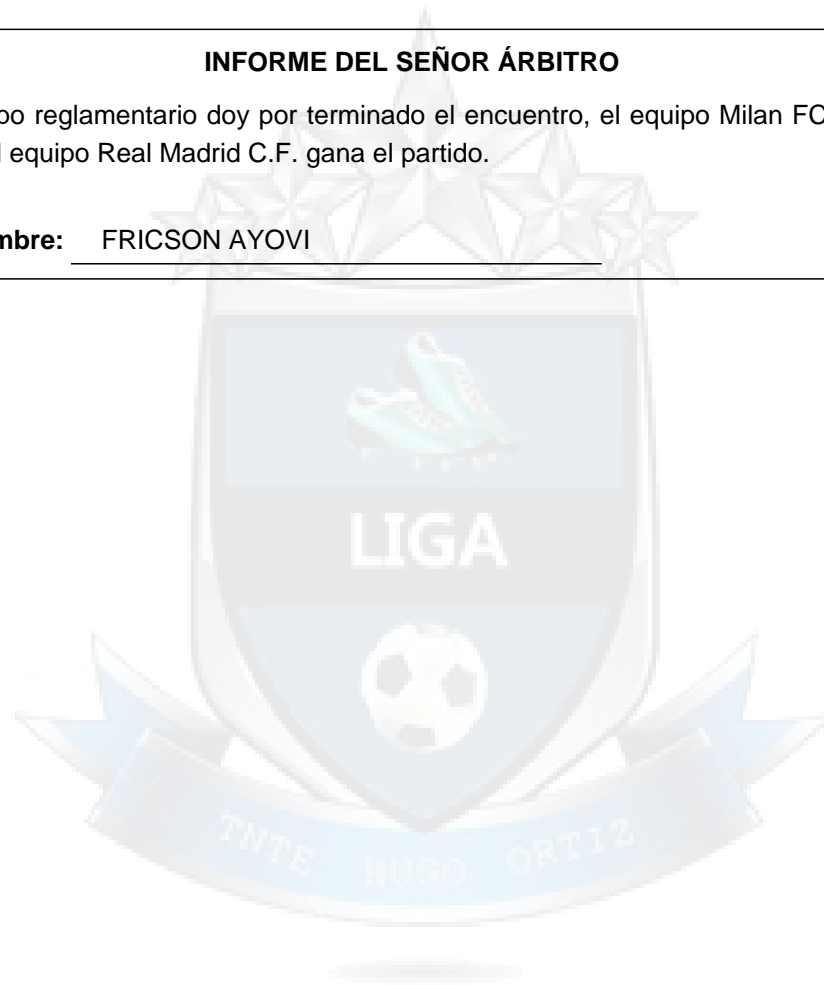 INFORME DEL SEÑOR ÁRBITRO
po reglamentario doy por terminado el encuentro, el equipo Milan FC
equipo Real Madrid C.F. gana el partido.
mbre: FRICSON AYOVI
LIGA
TNTE HUGO ORTIZ